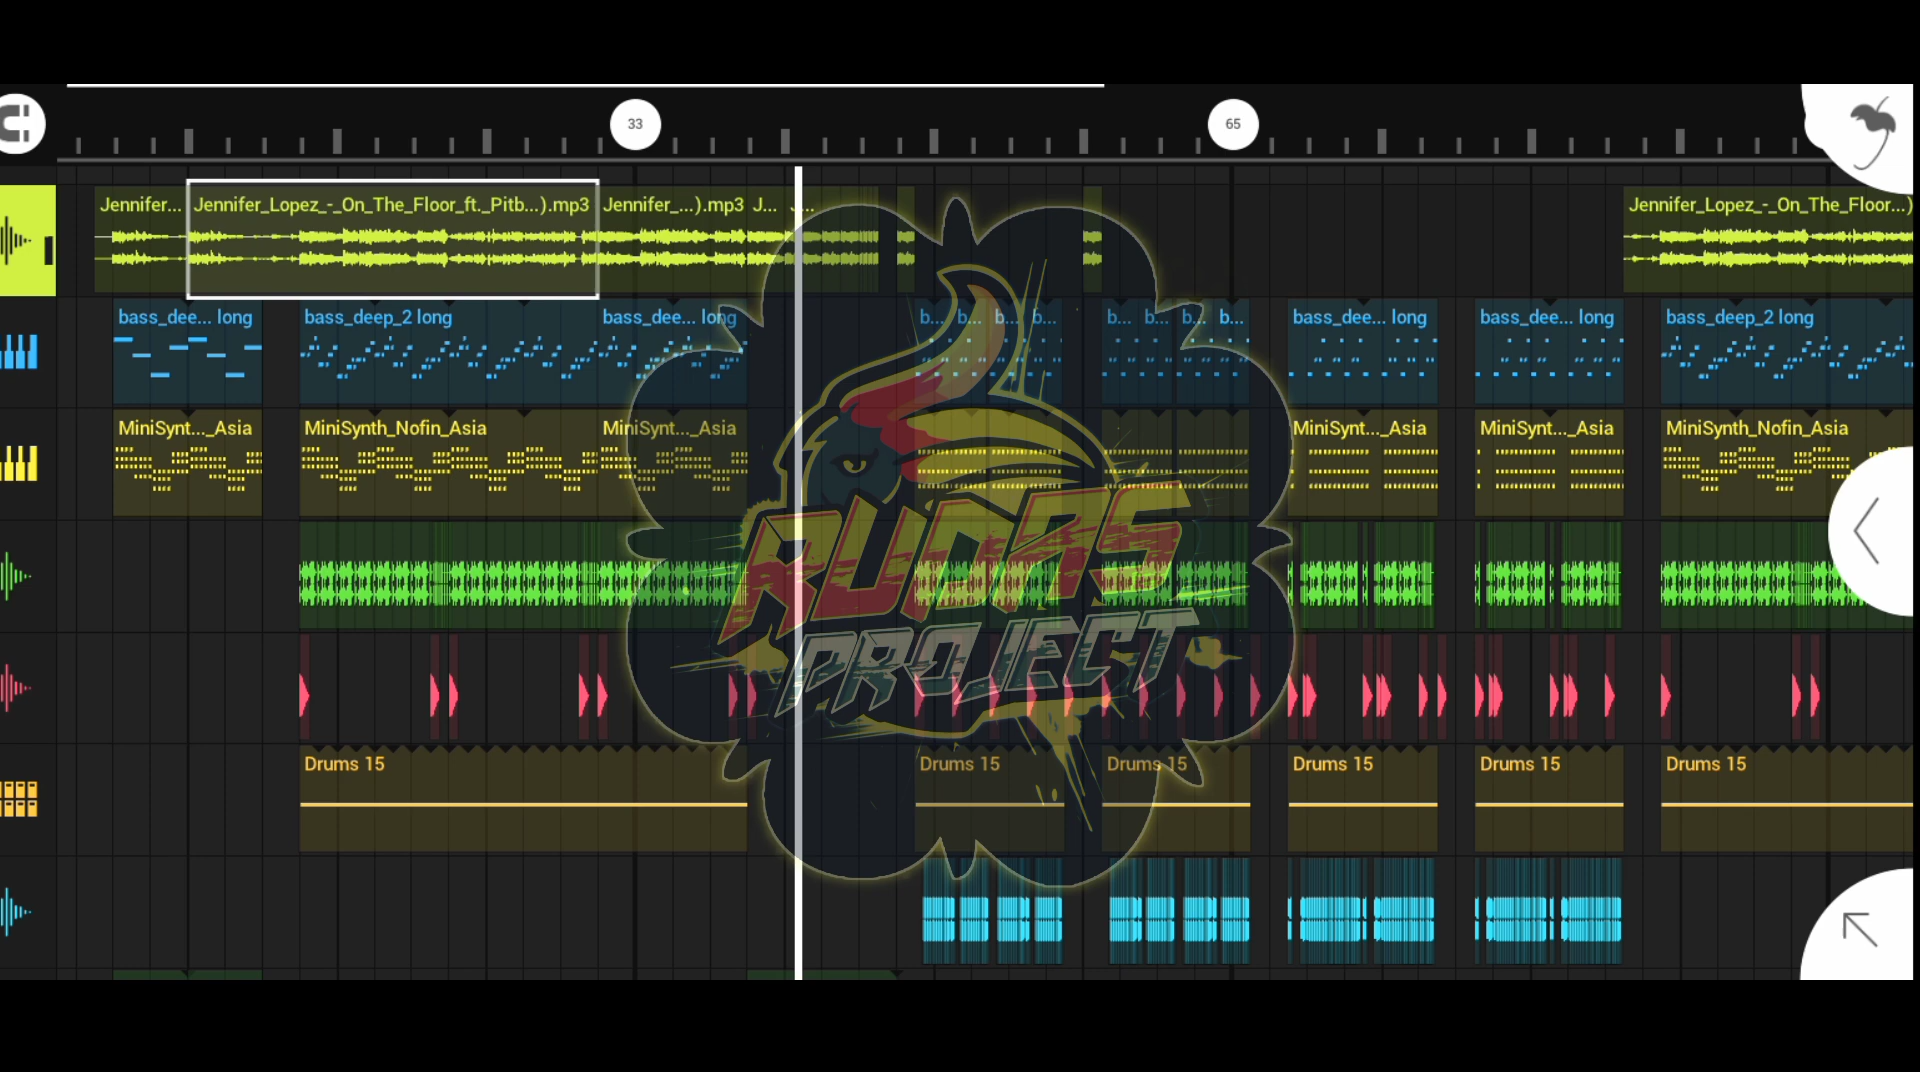 33
65
Jennifer...
Jennifer_Lopez_-_On_The_Floor_ft._Pitb...).mp3
Jennifer_...).mp3
J...
J...
Jennifer_Lopez_-_On_The_Floor...)
bass_dee... long
bass_deep_2 long
bass_dee... long
b...
b...
b...
b...
b...
b...
b...
b...
bass_dee... long
bass_dee... long
bass_deep_2 long
MiniSynt..._Asia
MiniSynth_Nofin_Asia
MiniSynt..._Asia
MiniSynt..._Asia
MiniSynt..._Asia
MiniSynth_Nofin_Asia
RUDAS
PROJECT
Drums 15
Drums 15
Drums 15
Drums 15
Drums 15
Drums 15